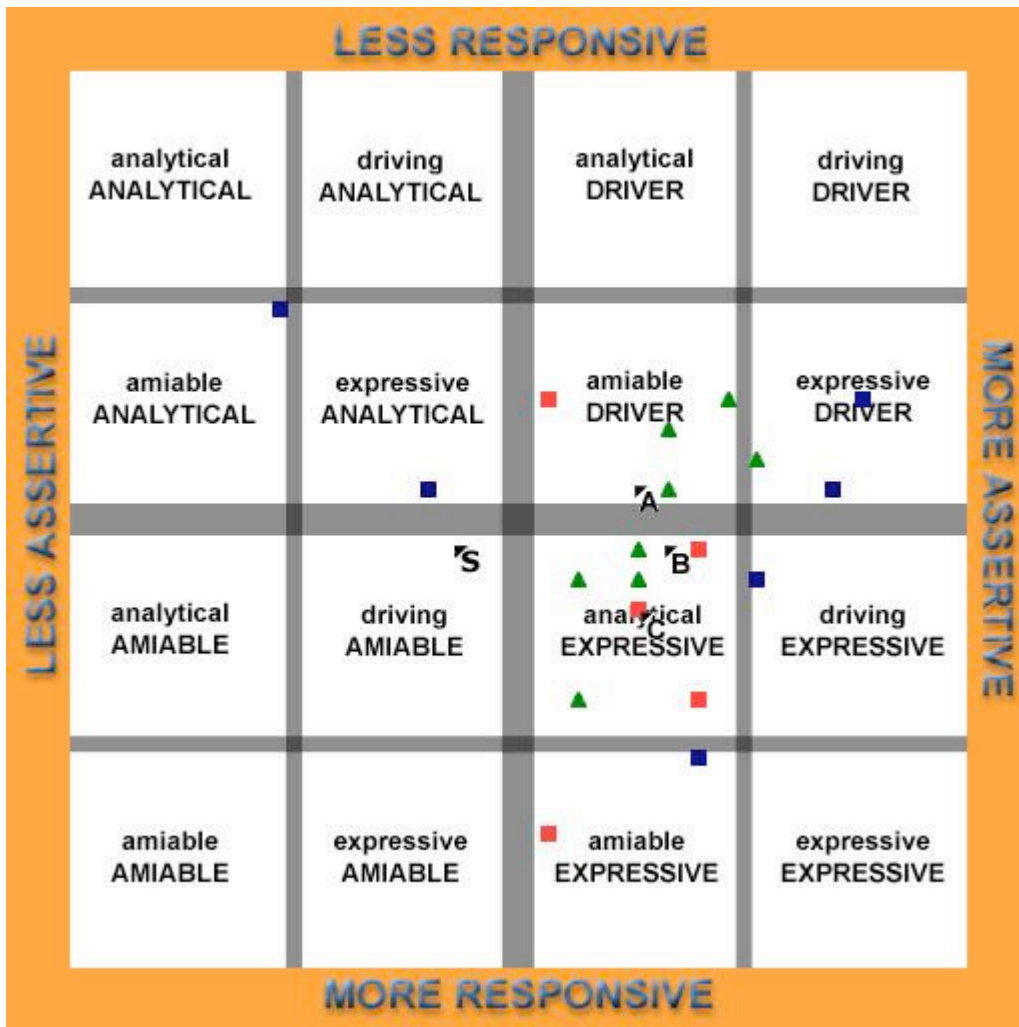 LESS RESPONSIVE
analytical
ANALYTICAL
driving
ANALYTICAL
analytical
DRIVER
driving
DRIVER
LESS ASSERTIVE
amiable
ANALYTICAL
expressive
ANALYTICAL
amiable
DRIVER
expressive
DRIVER
MORE ASSERTIVE
A
S
B
analytical
AMIABLE
driving
AMIABLE
analytical
EXPRESSIVE
C
driving
EXPRESSIVE
amiable
AMIABLE
expressive
AMIABLE
amiable
EXPRESSIVE
expressive
EXPRESSIVE
MORE RESPONSIVE